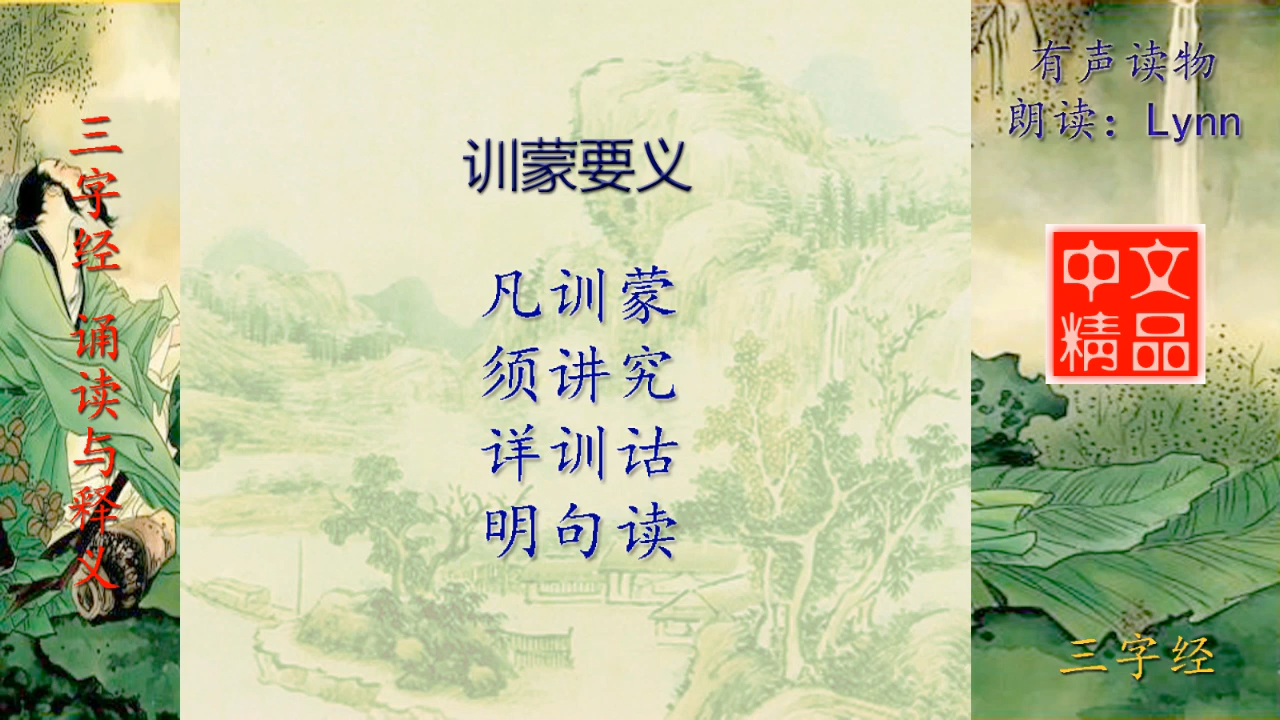 三字经 诵读与释义
训蒙要义
凡训蒙
须讲究
详训诂
明句读
有声读物
朗读：Lynn
中文
精品
三字经